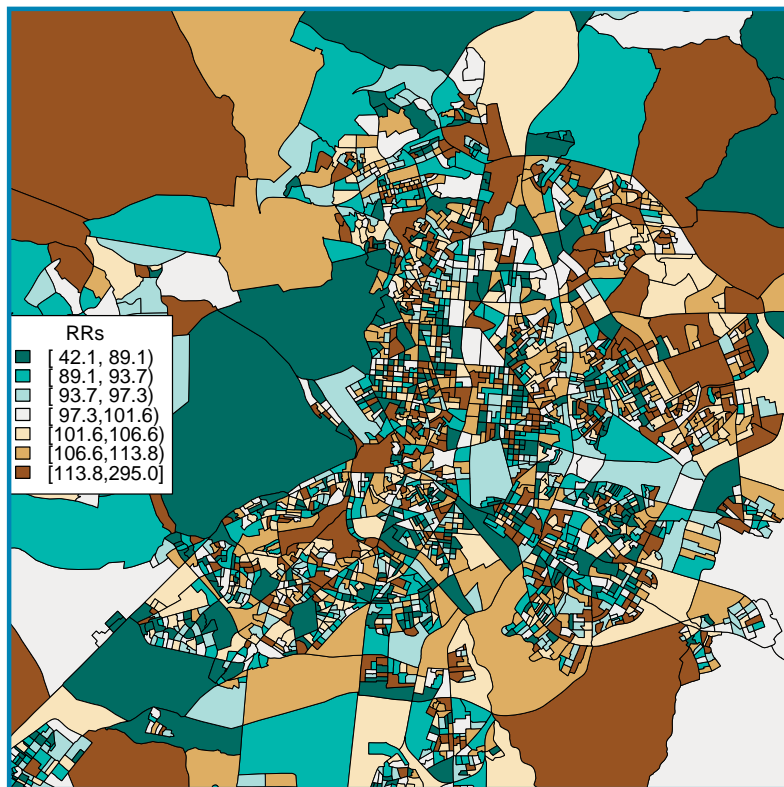 RRs
[ 42.1, 89.1)
[ 89.1, 93.7)
[ 93.7, 97.3)
[ 97.3,101.6)
[101.6,106.6)
[106.6,113.8)
[113.8,295.0]